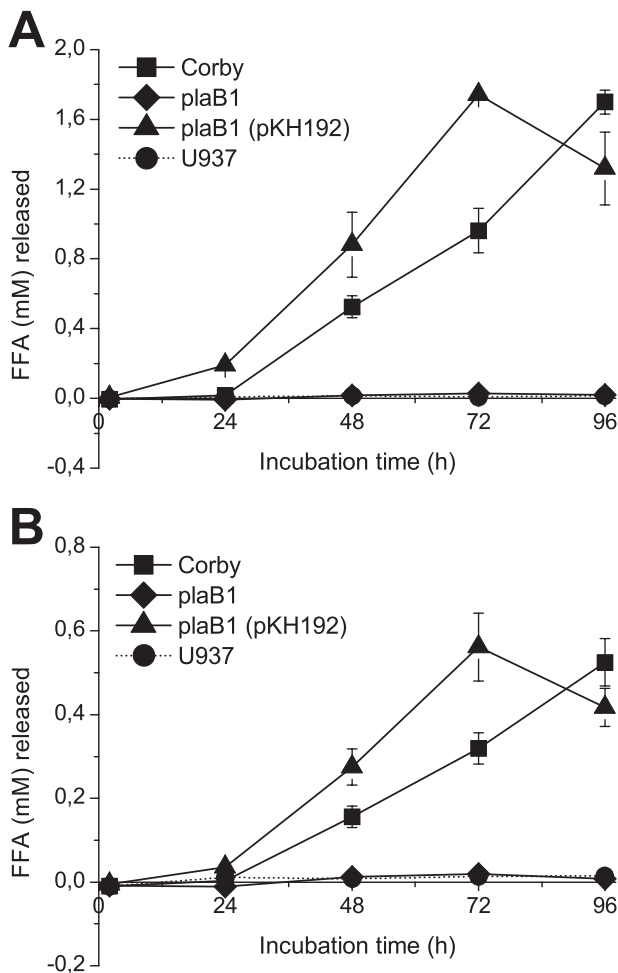 A
2,0
1,6
1,2
0,8
0,4
0,0
-0,4
FFA (mM) released
Corby
plaB1
plaB1 (pKH192)
U937
0 24 48 72 96
Incubation time (h)
B
0,8
0,6
0,4
0,2
0,0
-0,2
FFA (mM) released
Corby
plaB1
plaB1 (pKH192)
U937
0 24 48 72 96
Incubation time (h)